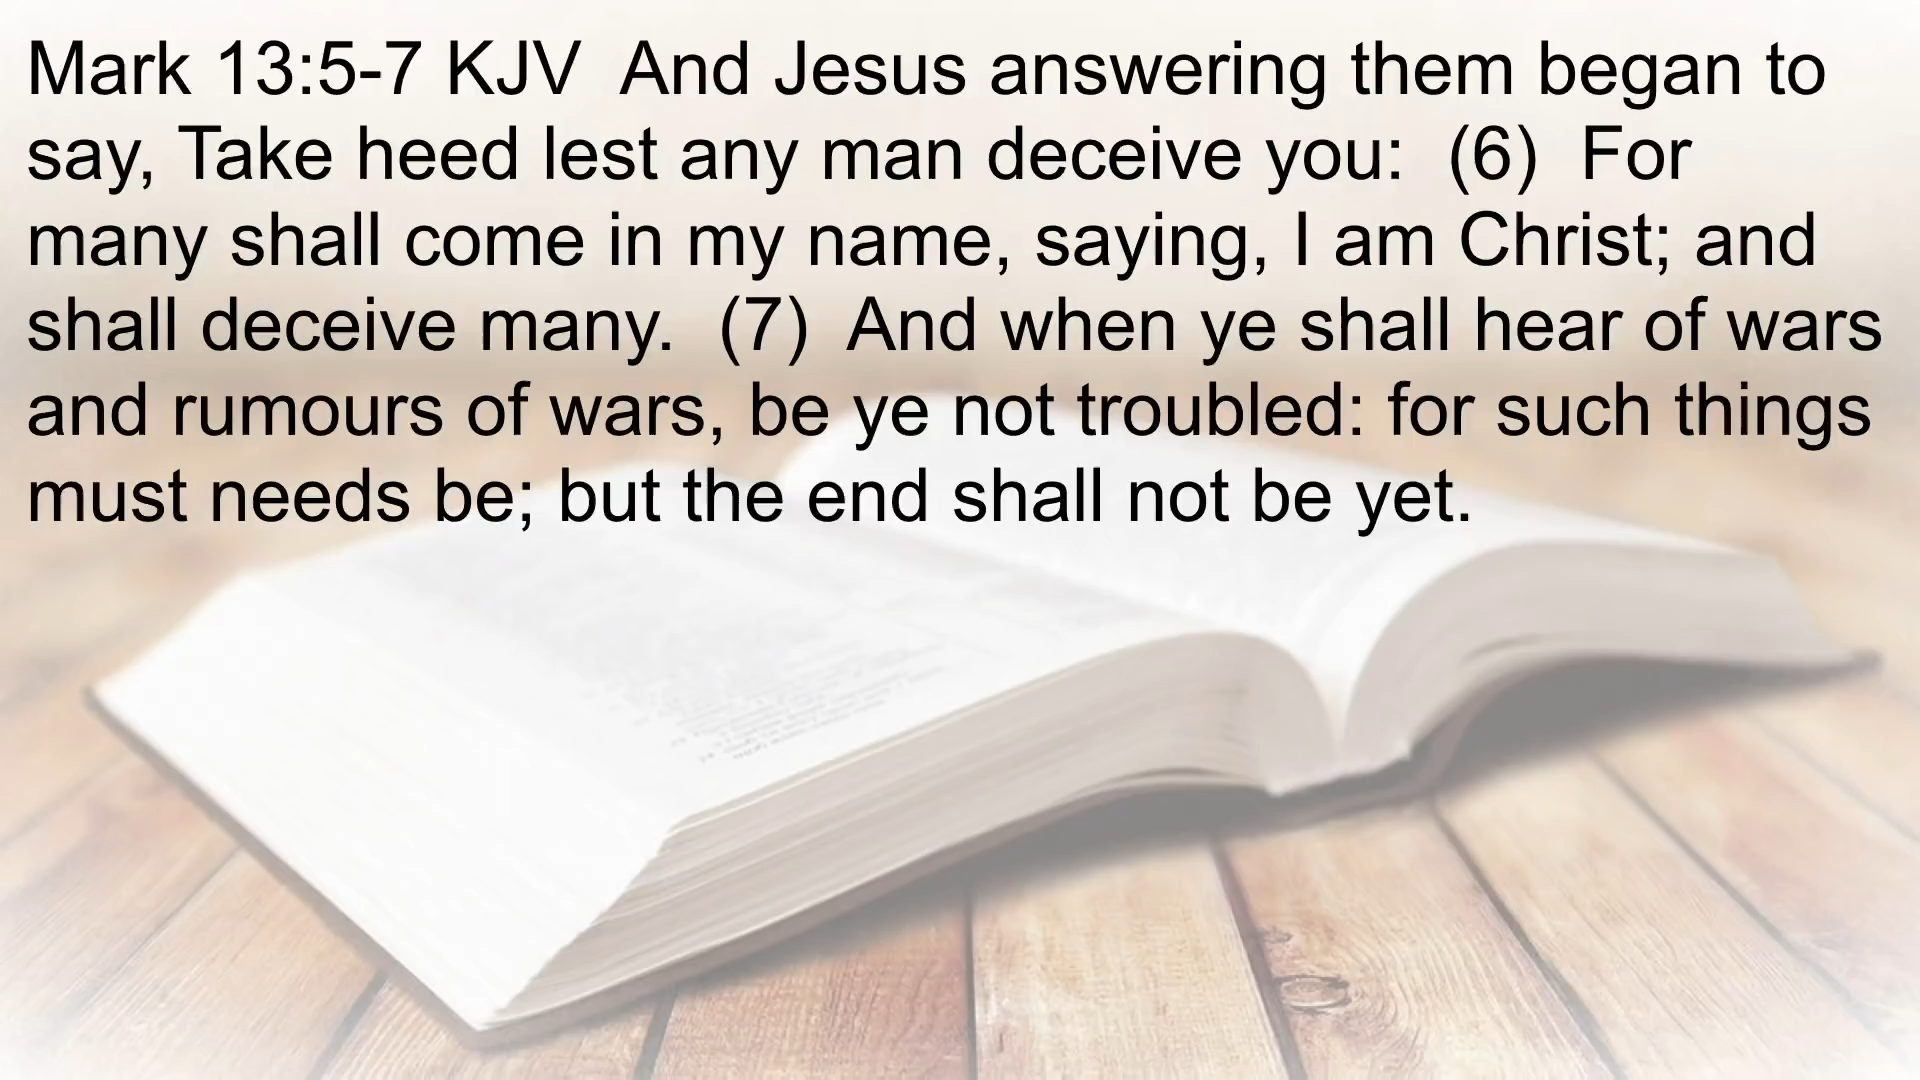 Mark 13:5-7 KJV  And Jesus answering them began to
say, Take heed lest any man deceive you:  (6)  For
many shall come in my name, saying, I am Christ; and
shall deceive many.  (7)  And when ye shall hear of wars
and rumours of wars, be ye not troubled: for such things
must needs be; but the end shall not be yet.